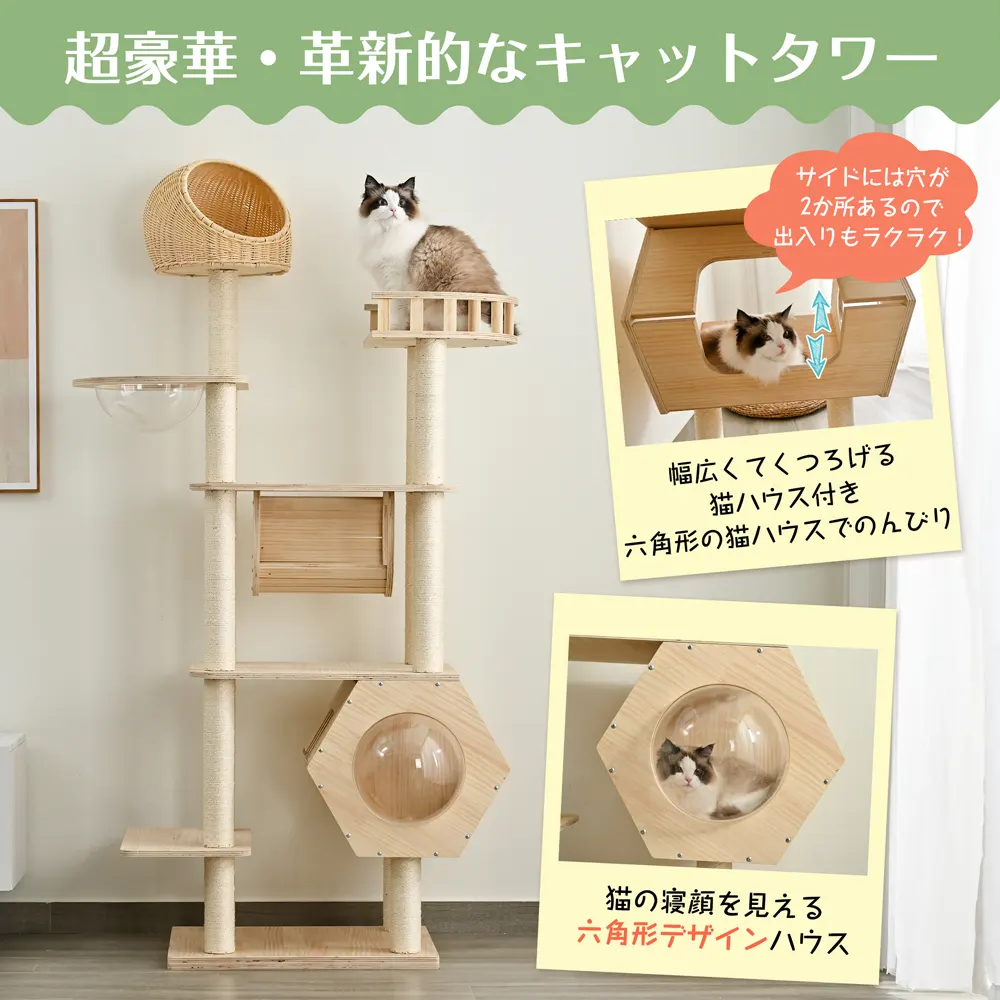 超豪華・革新的なキャットタワー
サイドには穴が
2か所あるので
出入りもラクラク！
幅広くてくつろげる
猫ハウス付き
六角形の猫ハウスでのんびり
猫の寝顔を見える
六角形デザインハウス